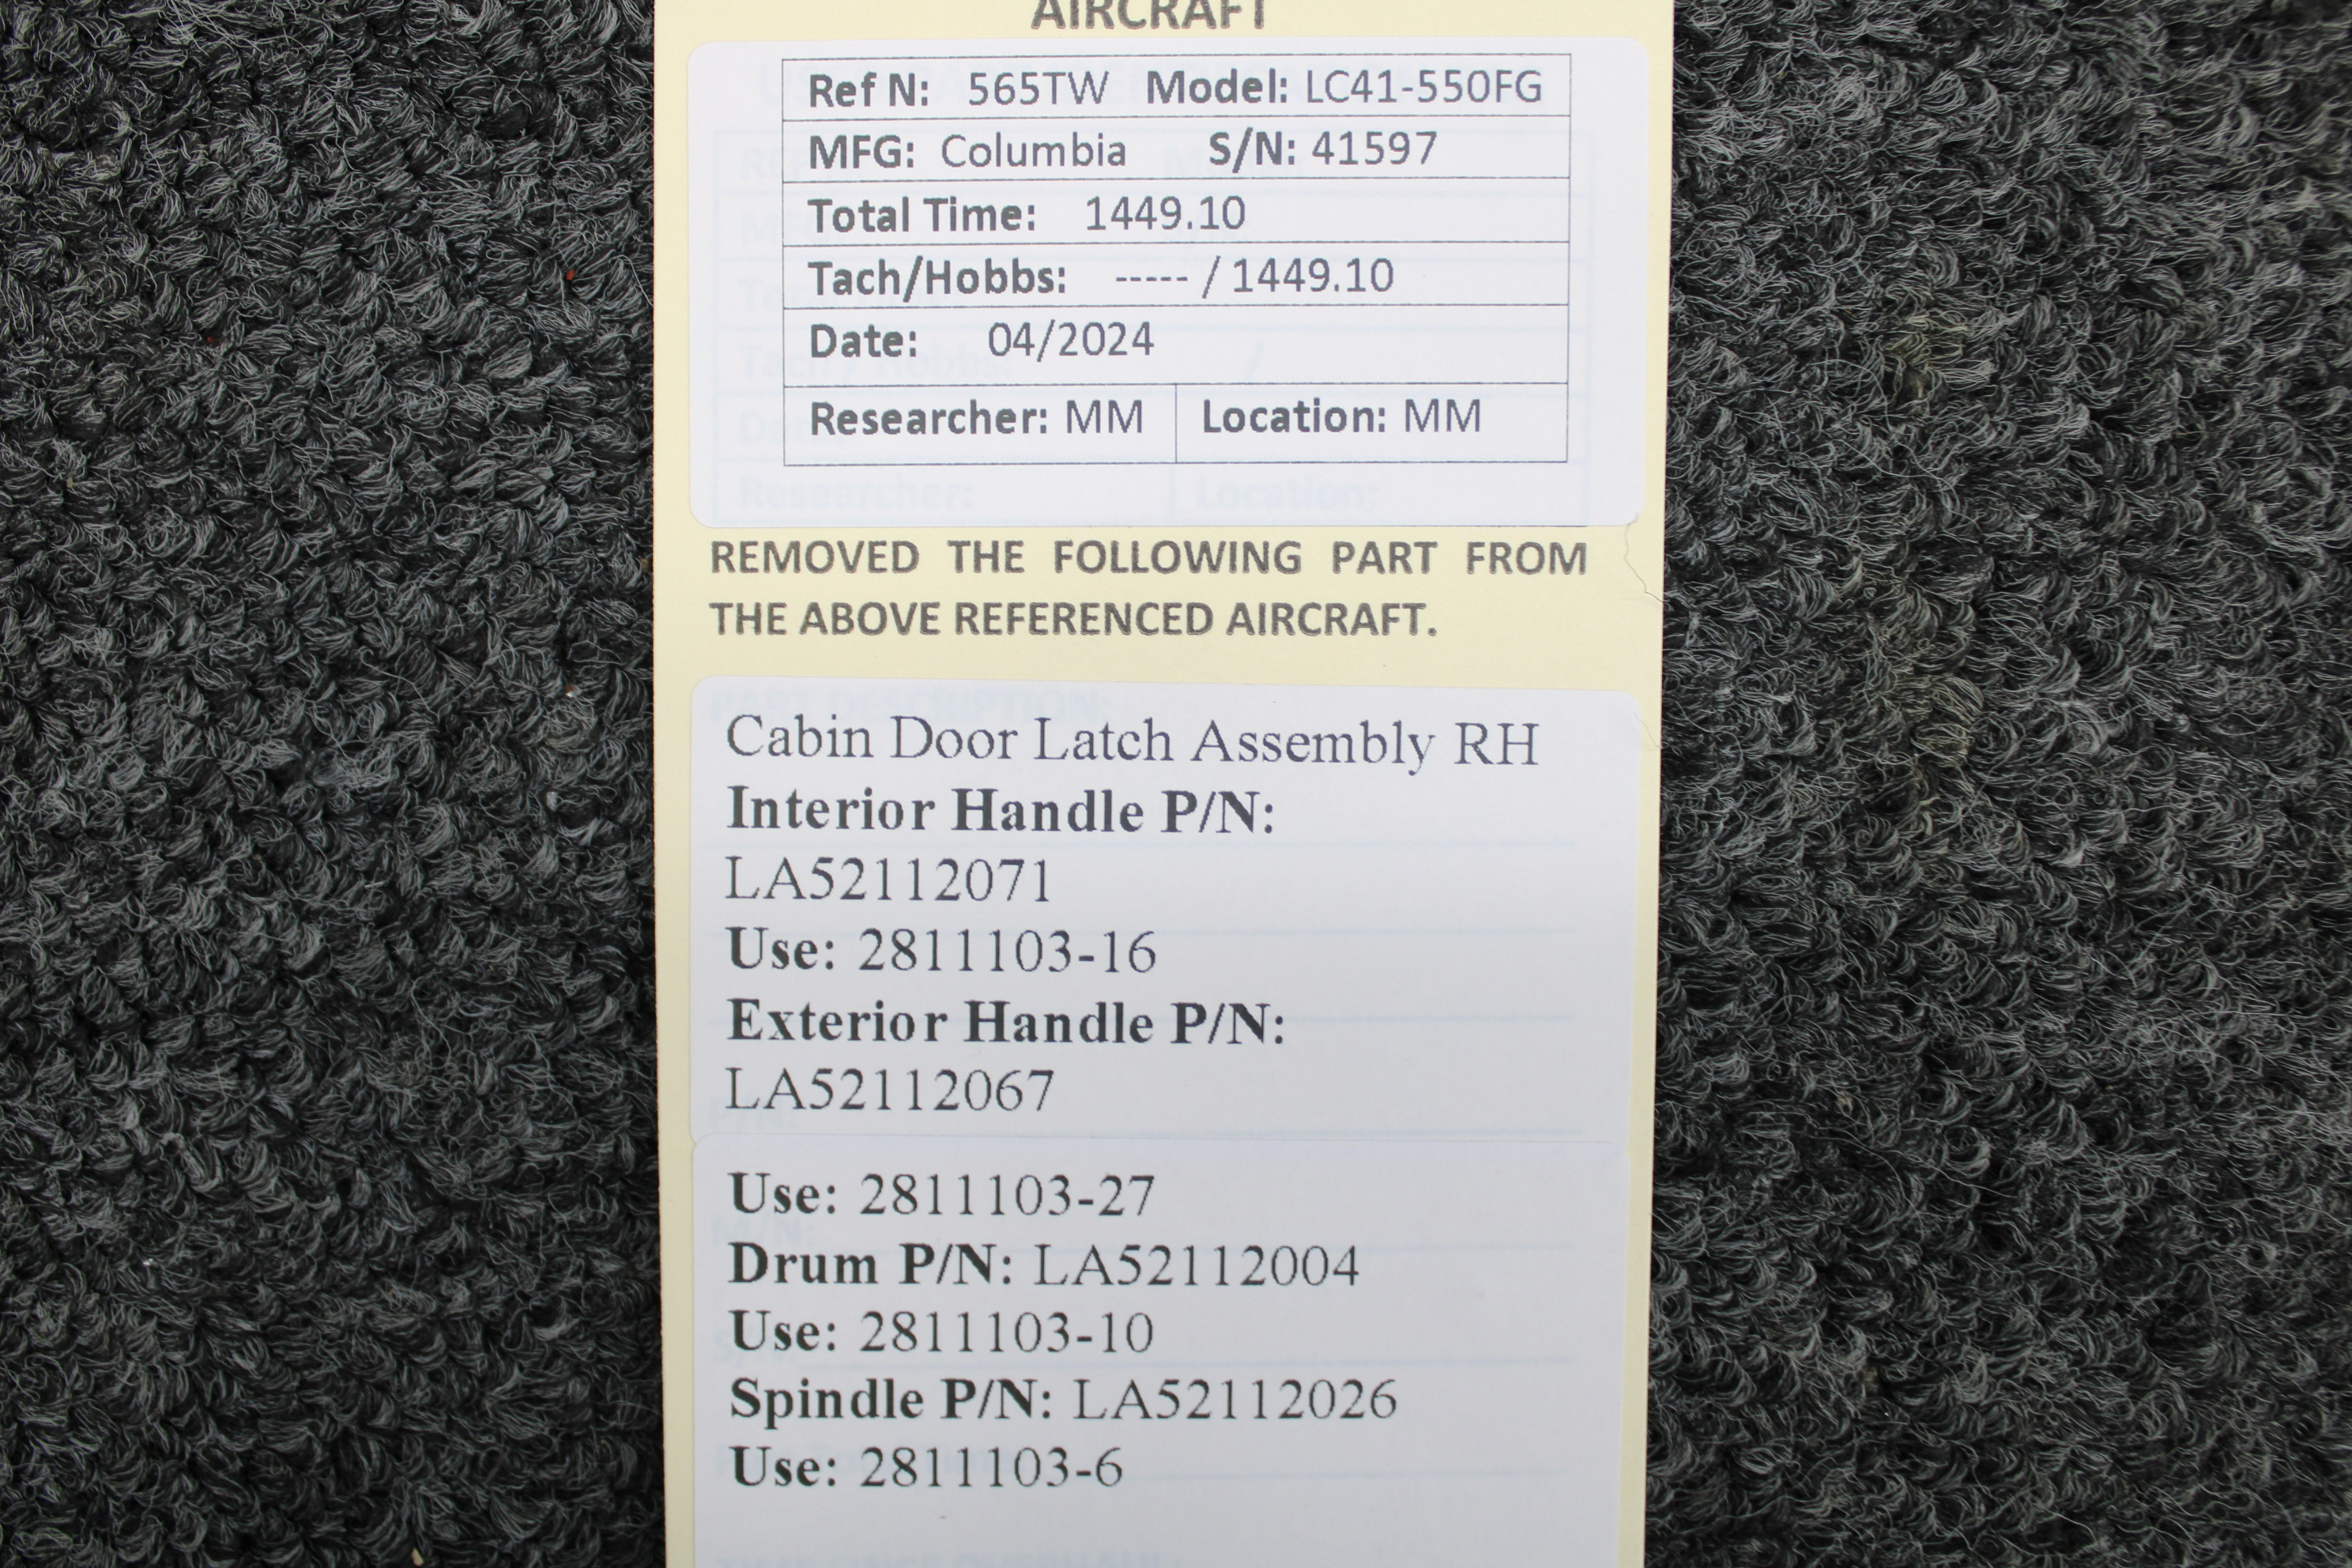 AIRCRAFT
Ref N: 565TW Model: LC41-550FG
MFG: Columbia S/N: 41597
Total Time: 1449.10
Tach/Hobbs: ----- / 1449.10
Date: 04/2024
Researcher: MM Location: MM
REMOVED THE FOLLOWING PART FROM
THE ABOVE REFERENCED AIRCRAFT.
PART DESCRIPTION:
Cabin Door Latch Assembly RH
Interior Handle P/N:
LA52112071
Use: 2811103-16
Exterior Handle P/N:
LA52112067
Use: 2811103-27
Drum P/N: LA52112004
Use: 2811103-10
Spindle P/N: LA52112026
Use: 2811103-6